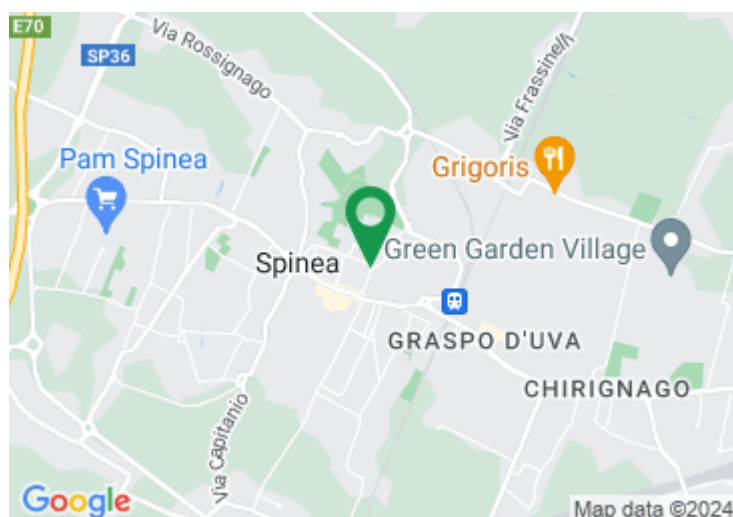 E70
Via Rossignago
SP36
Via Frassinelli
Pam Spinea
Grigoris
Spinea
Green Garden Village
GRASPO D'UVA
CHIRIGNAGO
Via Capitanio
Google
Map data ©2024